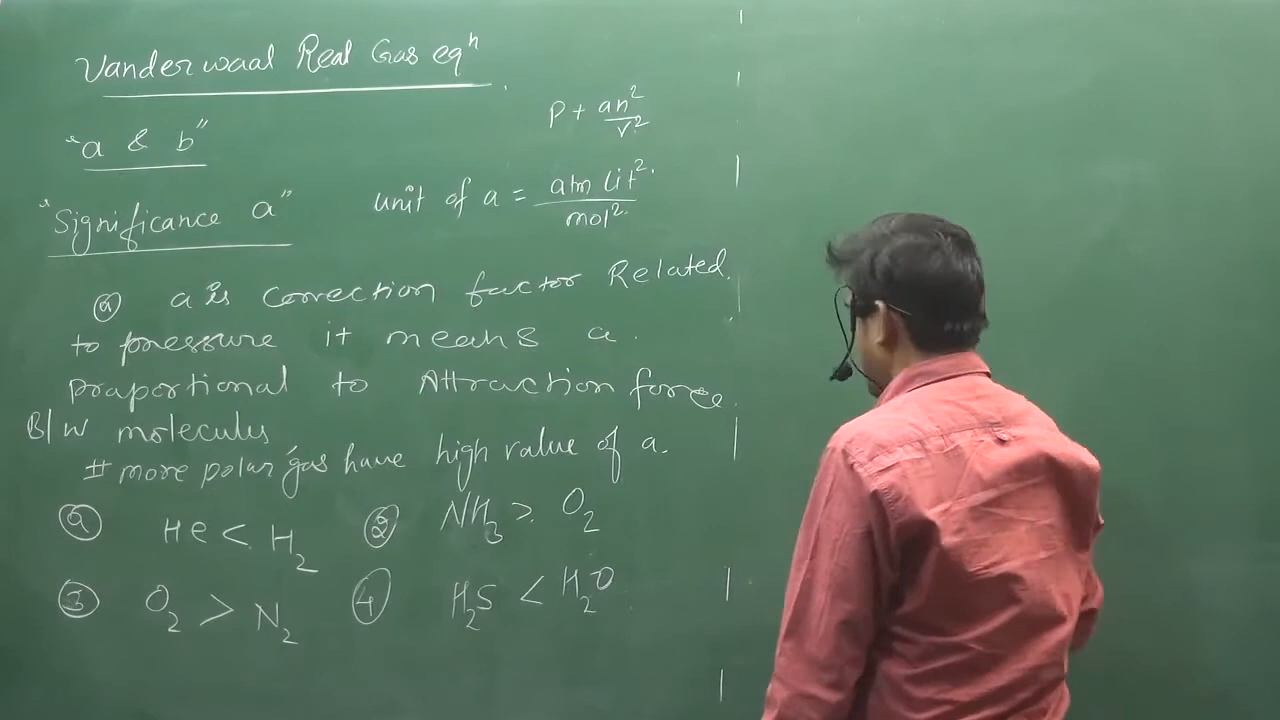 Vanderwaal Real Gas eqⁿ
"a & b"
P + an²/V²
"Significance a"
unit of a = atm Lit²/mol²
ⓐ a is correction factor Related
to pressure it means a
proportional to Attraction force
B/W molecules
# more polar gas have high value of a.
① He < H₂
② NH₃ > O₂
③ O₂ > N₂
④ H₂S < H₂O